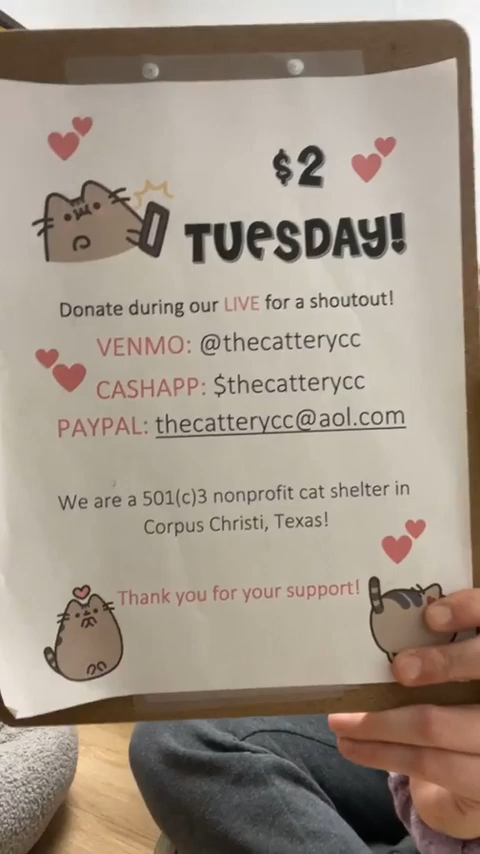 $2
TUeSDAY!
Donate during our LIVE for a shoutout!
VENMO: @thecatterycc
CASHAPP: $thecatterycc
PAYPAL: thecatterycc@aol.com
We are a 501(c)3 nonprofit cat shelter in
Corpus Christi, Texas!
Thank you for your support!